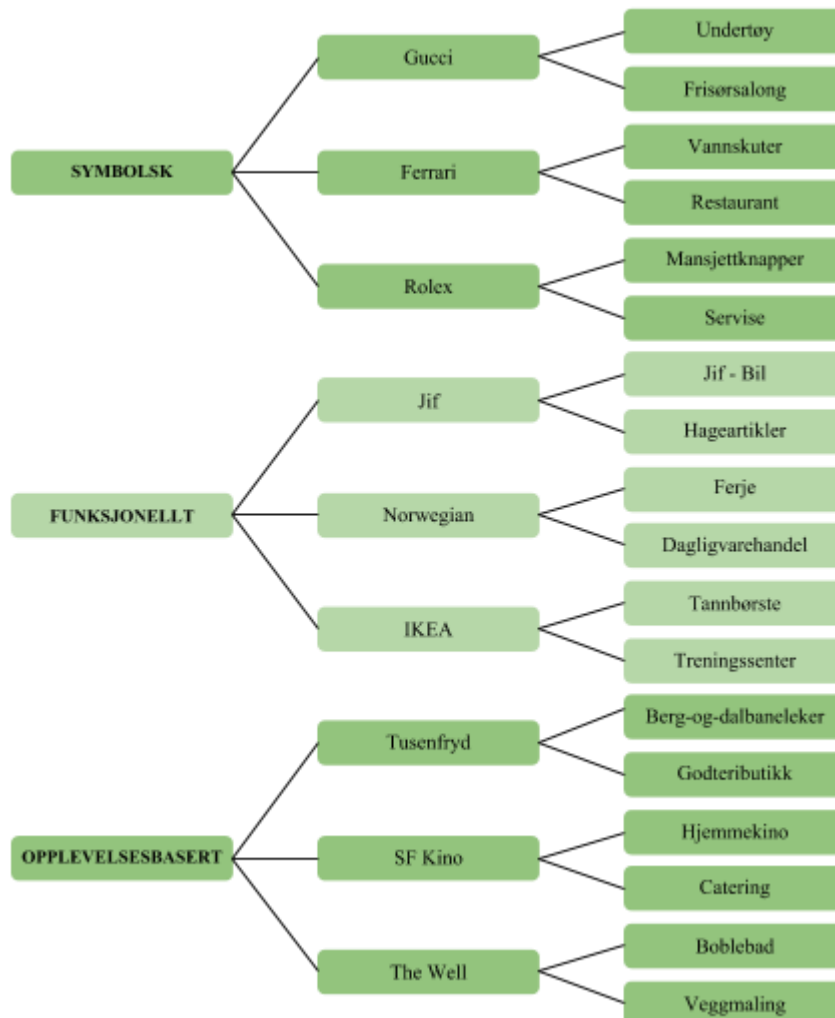 Undertøy
Gucci
Frisørsalong
Vannskuter
SYMBOLSK
Ferrari
Restaurant
Mansjettknapper
Rolex
Servise
Jif - Bil
Jif
Hageartikler
Ferje
FUNKSJONELLT
Norwegian
Dagligvarehandel
Tannbørste
IKEA
Treningssenter
Berg-og-dalbaneleker
Tusenfryd
Godteributikk
Hjemmekino
OPPLEVELSESBASERT
SF Kino
Catering
Boblebad
The Well
Veggmaling